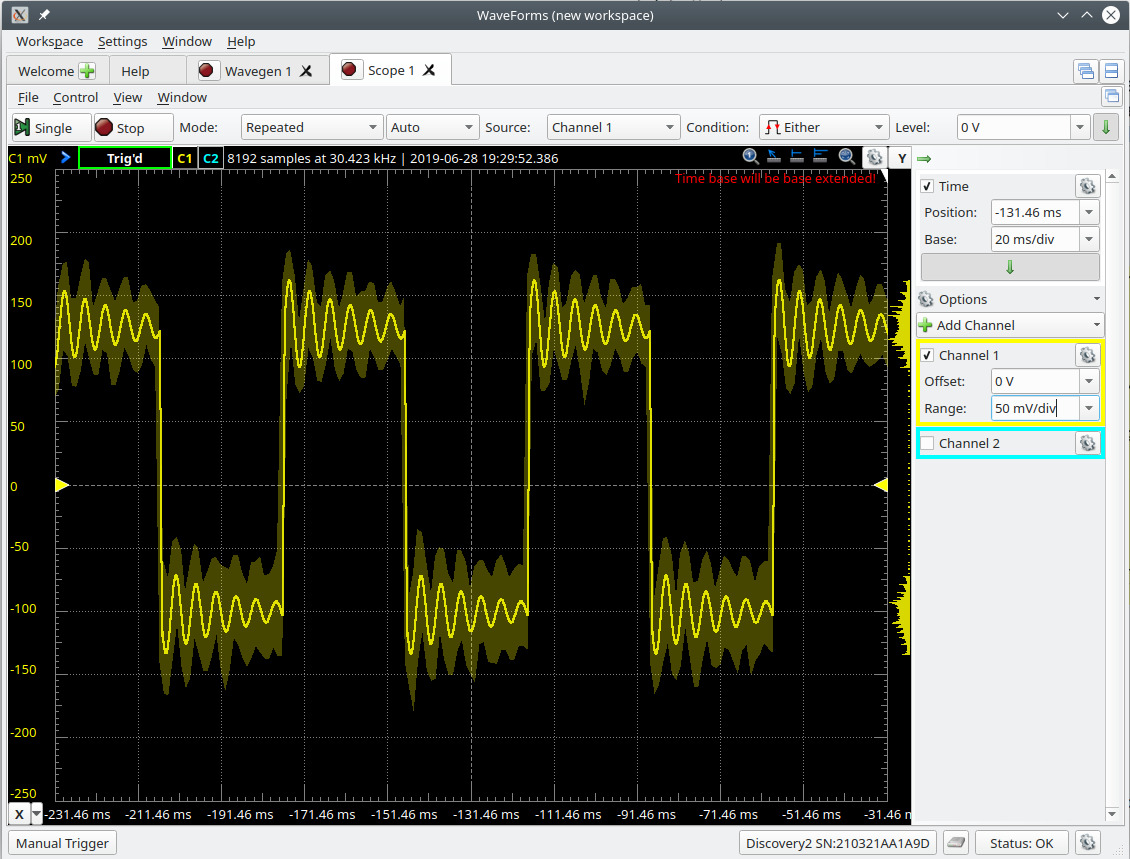 WaveForms (new workspace)
Workspace Settings Window Help
Welcome Help Wavegen 1 Scope 1
File Control View Window
Single Stop Mode: Repeated Auto Source: Channel 1 Condition: Either Level: 0 V
C1 mV Trig'd C1 C2 8192 samples at 30.423 kHz | 2019-06-28 19:29:52.386 Y
Time base will be base extended!
250
200
150
100
50
0
-50
-100
-150
-200
-250
X -231.46 ms -211.46 ms -191.46 ms -171.46 ms -151.46 ms -131.46 ms -111.46 ms -91.46 ms -71.46 ms -51.46 ms -31.46 m
Time
Position: -131.46 ms
Base: 20 ms/div
Options
Add Channel
Channel 1
Offset: 0 V
Range: 50 mV/div
Channel 2
Manual Trigger Discovery2 SN:210321AA1A9D Status: OK